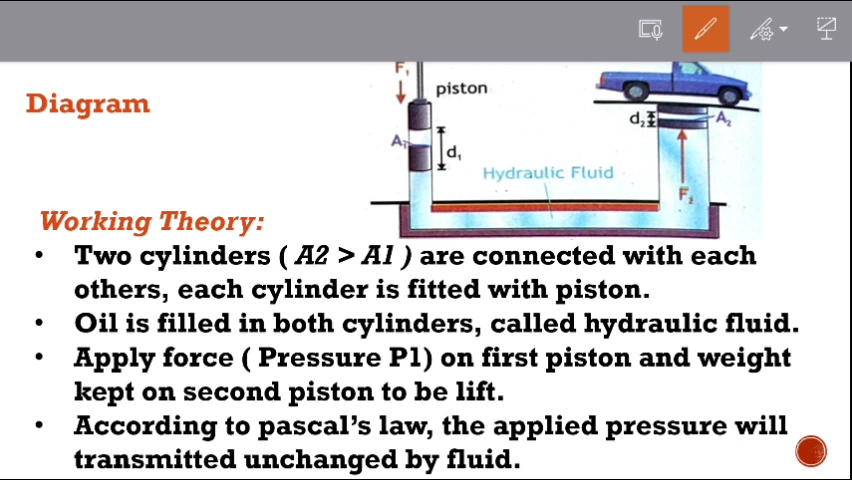 F₁
piston
Diagram
d₂
A₂
A₁
d₁
Hydraulic Fluid
F₂
Working Theory:
• Two cylinders ( A2 > A1 ) are connected with each
others, each cylinder is fitted with piston.
• Oil is filled in both cylinders, called hydraulic fluid.
• Apply force ( Pressure P1) on first piston and weight
kept on second piston to be lift.
• According to pascal's law, the applied pressure will
transmitted unchanged by fluid.